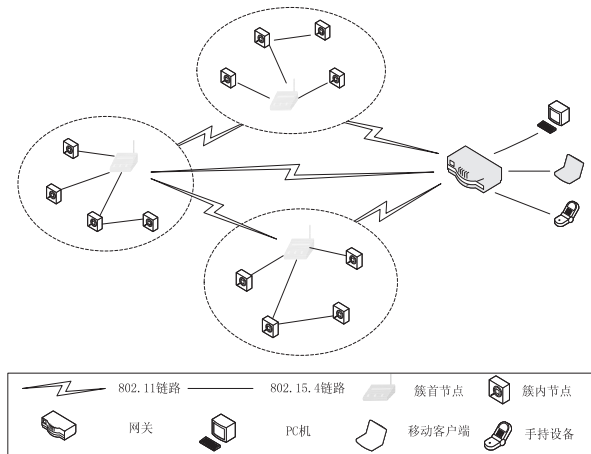 802.11链路
802.15.4链路
簇首节点
簇内节点
网关
PC机
移动客户端
手持设备